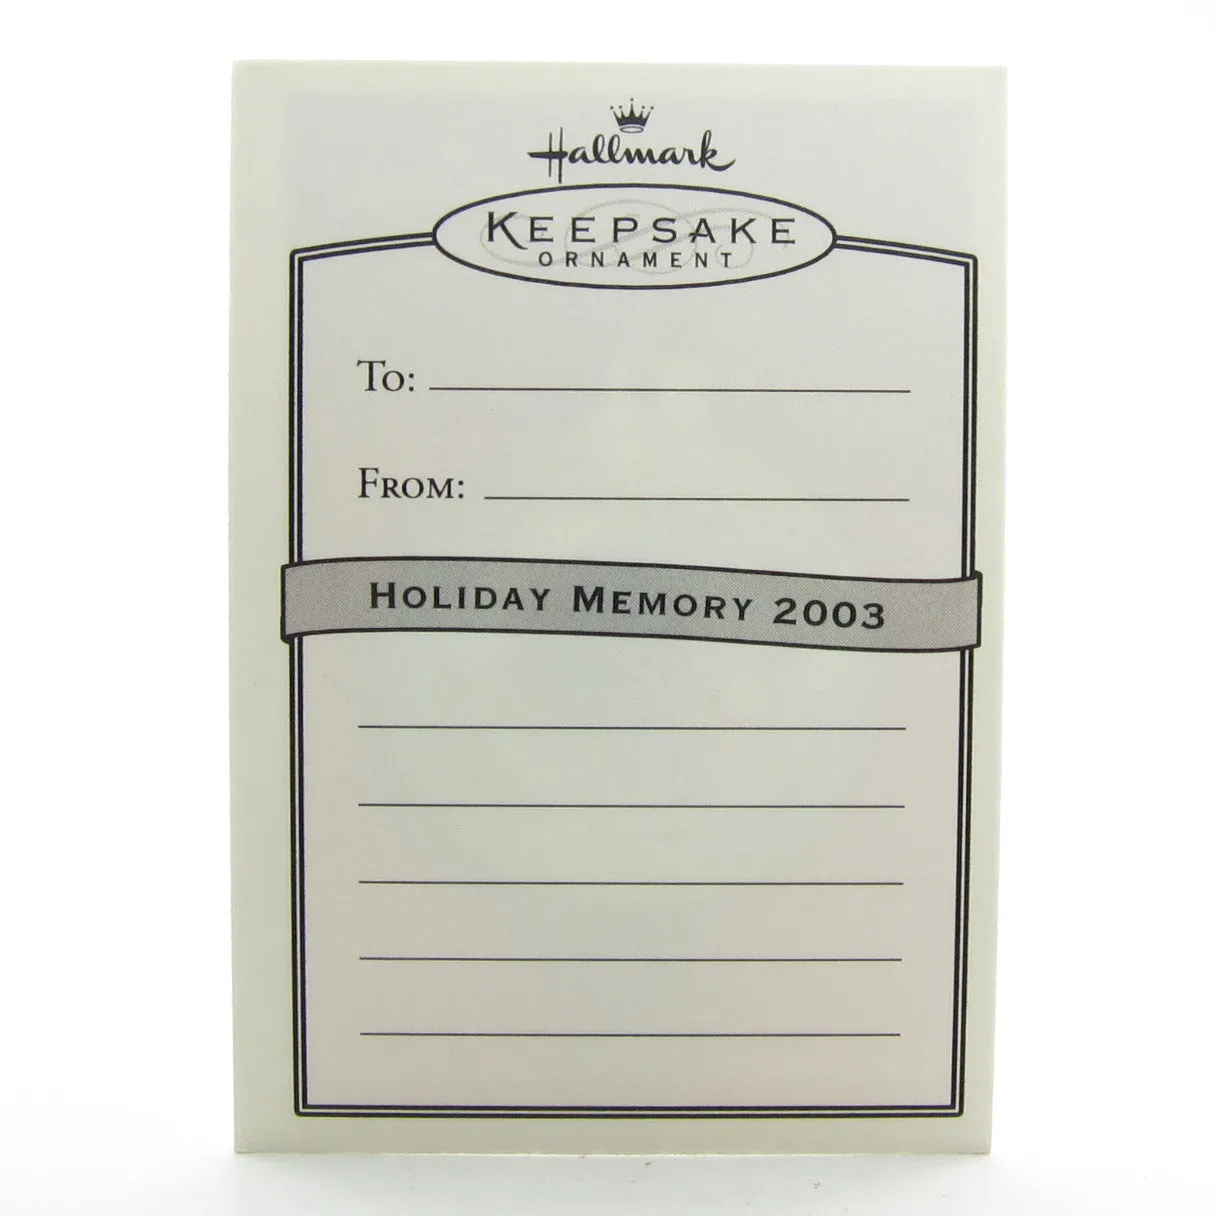 Hallmark
KEEPSAKE
ORNAMENT
TO:
FROM:
HOLIDAY MEMORY 2003